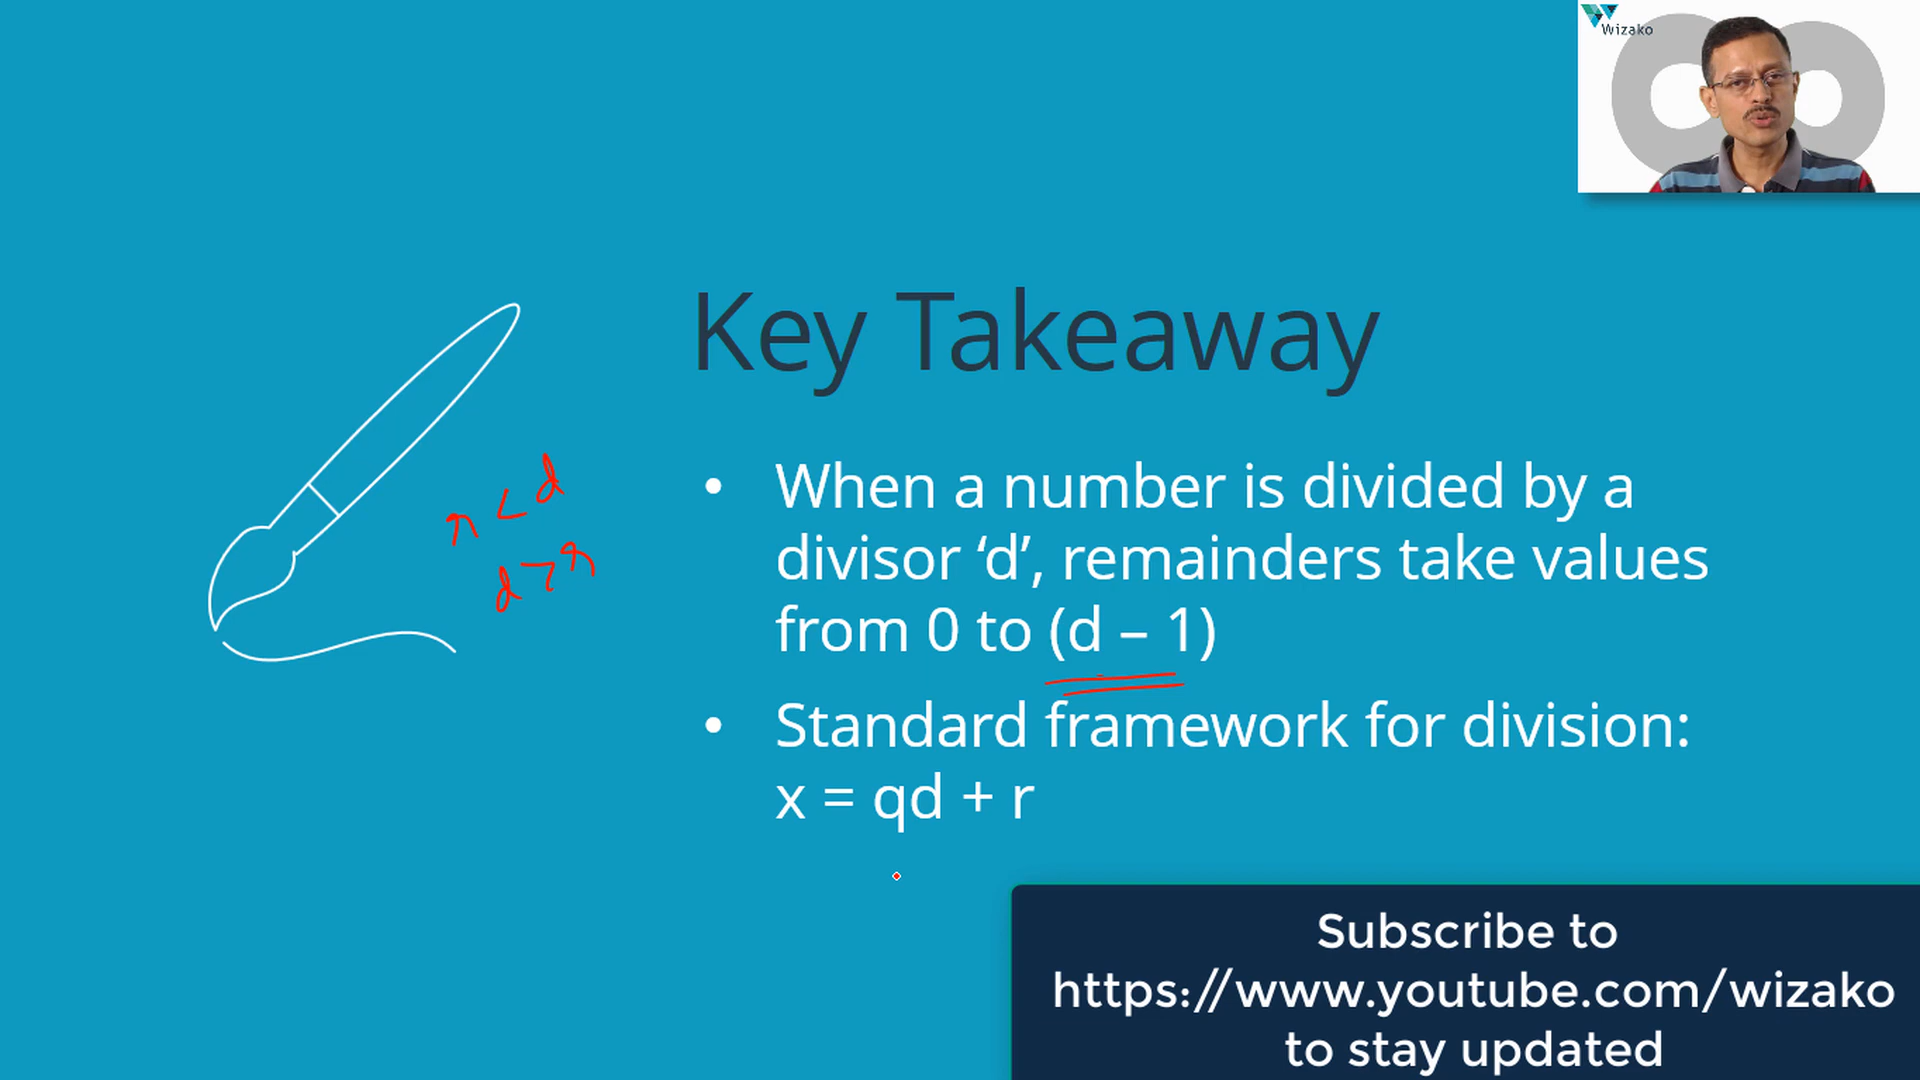 Wizako
Key Takeaway
r < d
d > r
• When a number is divided by a
divisor ‘d’, remainders take values
from 0 to (d – 1)
• Standard framework for division:
x = qd + r
Subscribe to
https://www.youtube.com/wizako
to stay updated